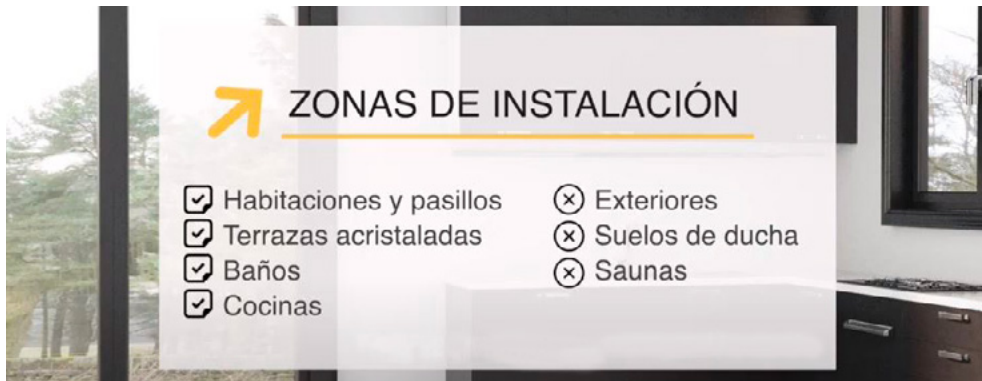 ZONAS DE INSTALACIÓN
Habitaciones y pasillos
Terrazas acristaladas
Baños
Cocinas
Exteriores
Suelos de ducha
Saunas